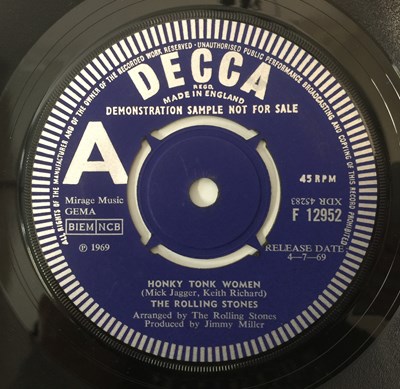 ALL RIGHTS OF THE MANUFACTURER AND OF THE OWNER OF THE RECORDED WORK RESERVED · UNAUTHORISED PUBLIC PERFORMANCE BROADCASTING AND COPYING OF THIS RECORD PROHIBITED
DECCA
REGD.
MADE IN ENGLAND
DEMONSTRATION SAMPLE NOT FOR SALE
A
45 RPM
Mirage Music
GEMA
XDR 45283
F 12952
BIEM NCB
℗ 1969
RELEASE DATE
4-7-69
HONKY TONK WOMEN
(Mick Jagger, Keith Richard)
THE ROLLING STONES
Arranged by The Rolling Stones
Produced by Jimmy Miller